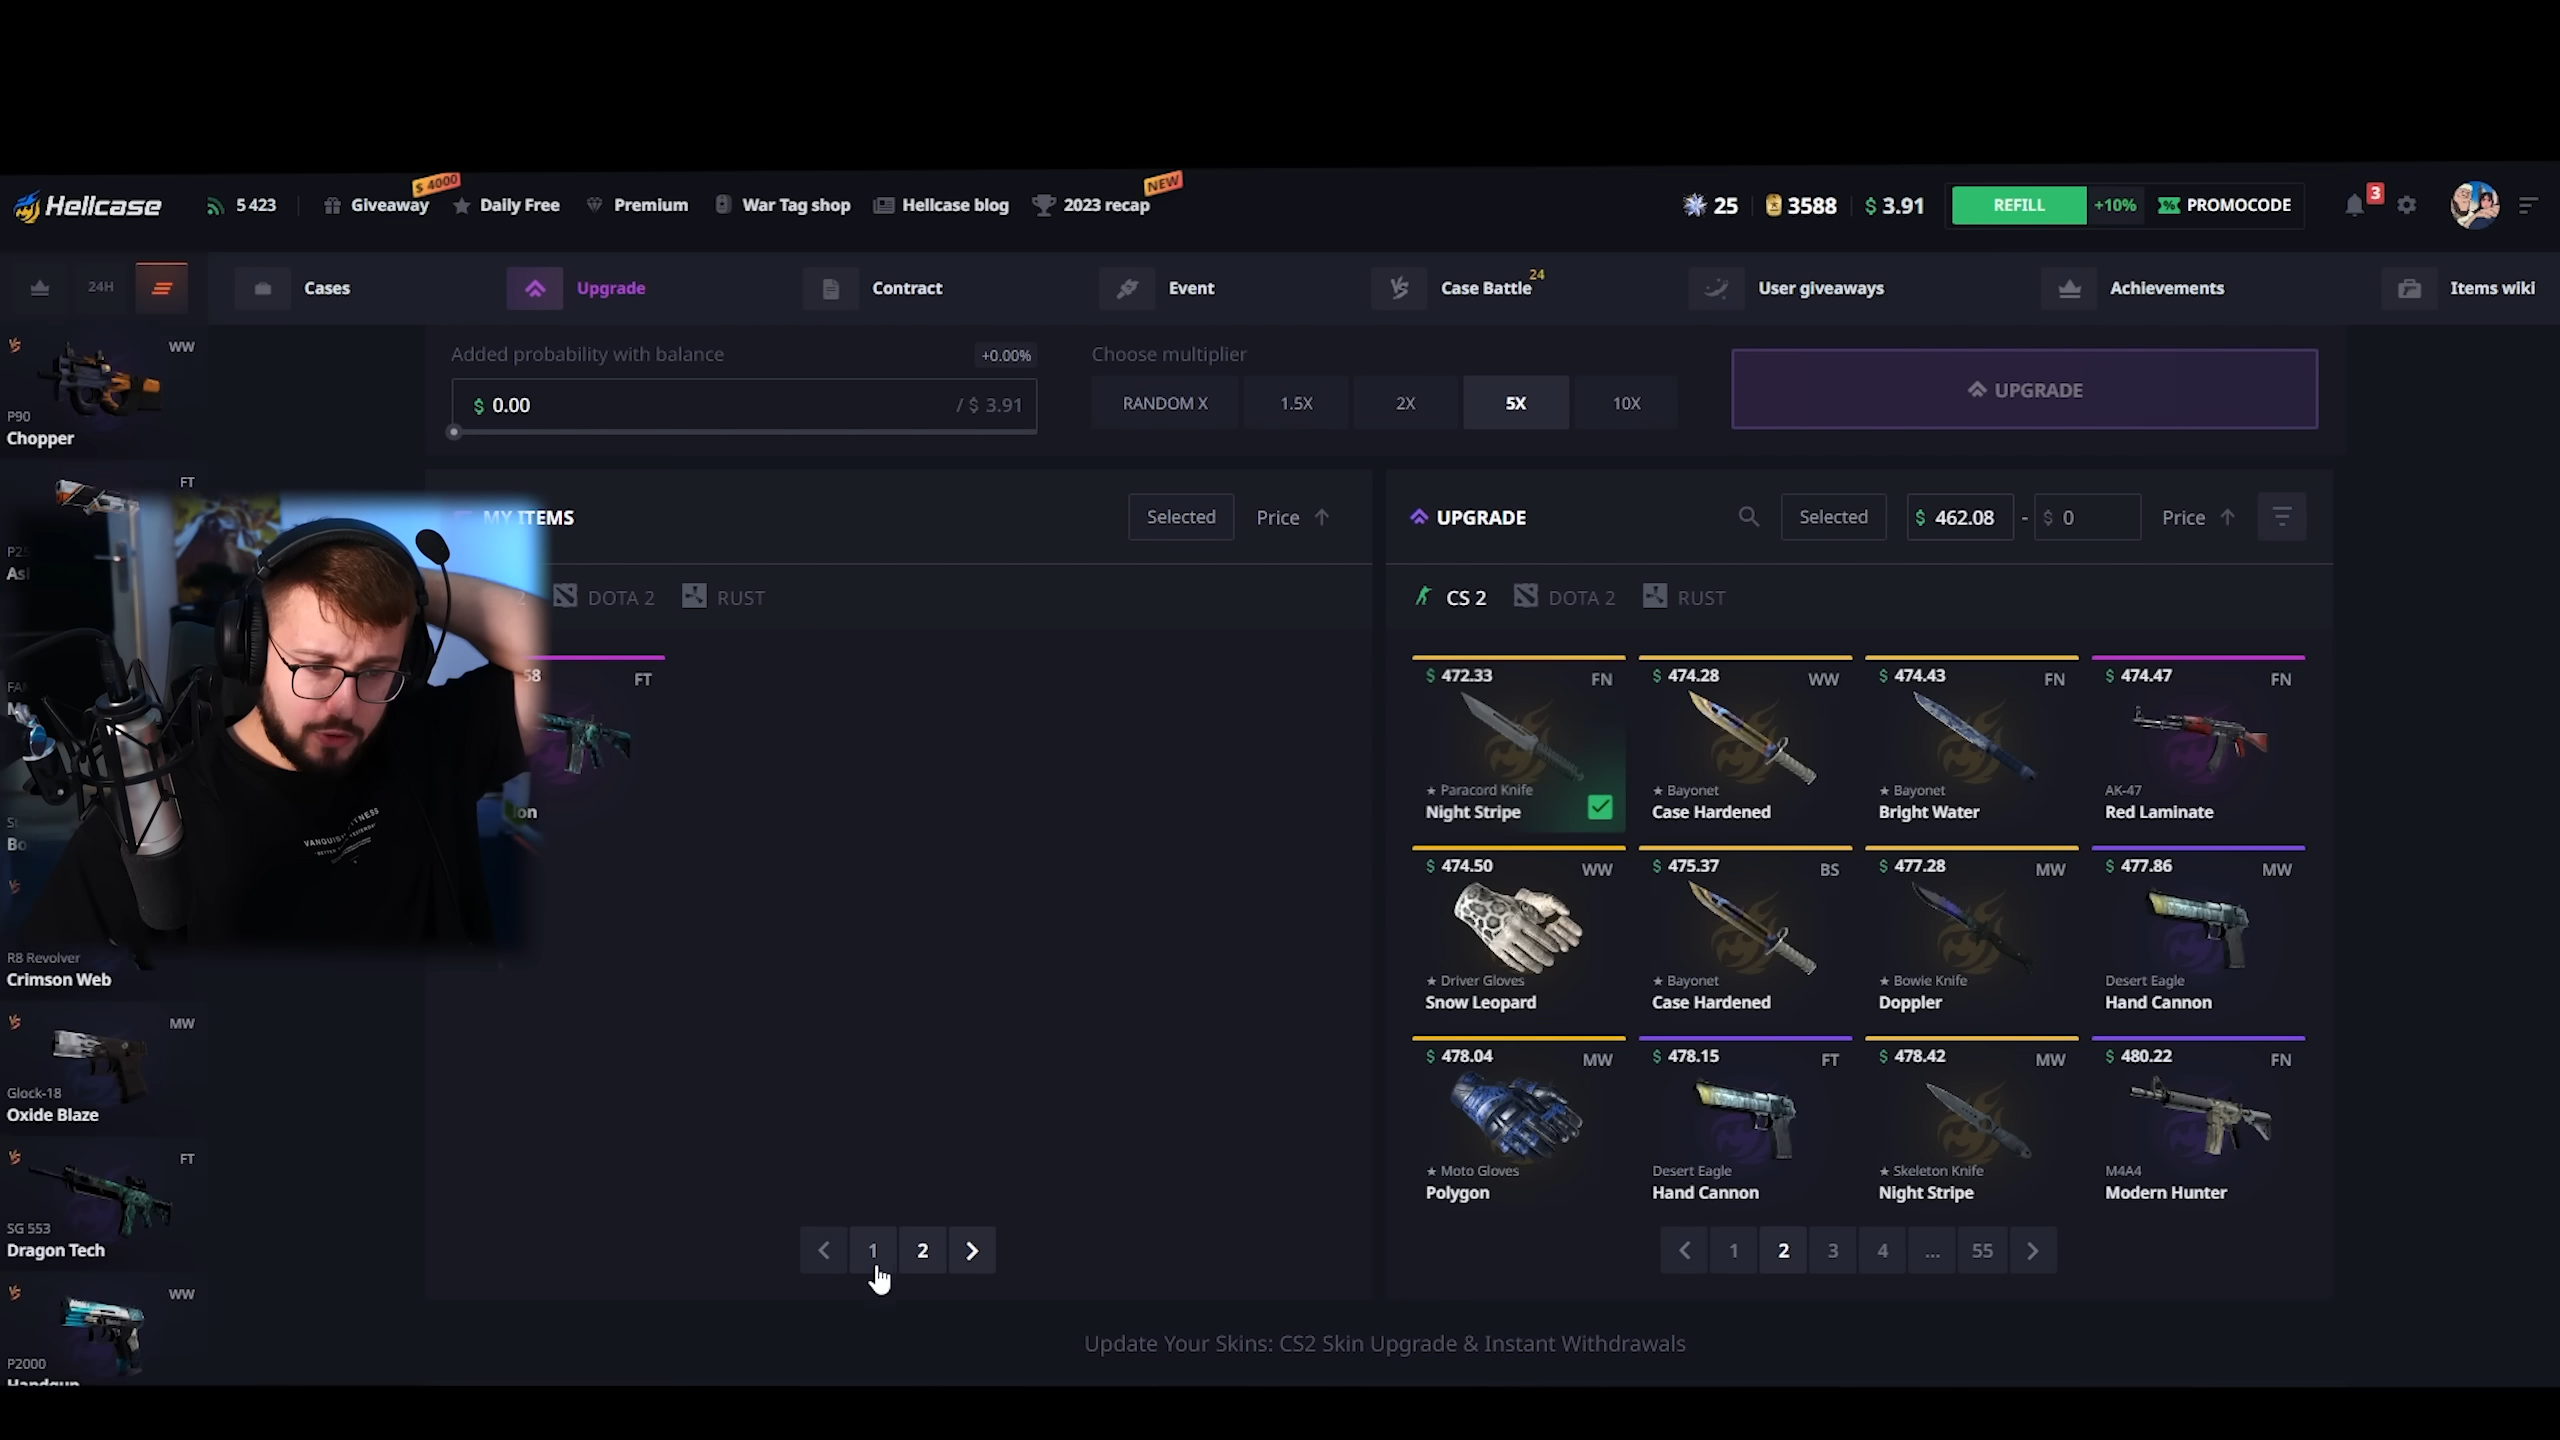 Hellcase
5 423
Giveaway
$ 4000
Daily Free
Premium
War Tag shop
Hellcase blog
2023 recap
NEW
25
3588
$ 3.91
REFILL
+10%
PROMOCODE
3
24H
Cases
Upgrade
Contract
Event
Case Battle
24
User giveaways
Achievements
Items wiki
WW
P90
Chopper
FT
R8 Revolver
Crimson Web
MW
Glock-18
Oxide Blaze
FT
SG 553
Dragon Tech
WW
P2000
VANQUISH FITNESS
Added probability with balance
+0.00%
$ 0.00
/ $ 3.91
Choose multiplier
RANDOM X
1.5X
2X
5X
10X
UPGRADE
MY ITEMS
Selected
Price
DOTA 2
RUST
58
FT
ion
1
2
UPGRADE
Selected
$ 462.08
-
$ 0
Price
CS 2
DOTA 2
RUST
$ 472.33
FN
★ Paracord Knife
Night Stripe
$ 474.28
WW
★ Bayonet
Case Hardened
$ 474.43
FN
★ Bayonet
Bright Water
$ 474.47
FN
AK-47
Red Laminate
$ 474.50
WW
★ Driver Gloves
Snow Leopard
$ 475.37
BS
★ Bayonet
Case Hardened
$ 477.28
MW
★ Bowie Knife
Doppler
$ 477.86
MW
Desert Eagle
Hand Cannon
$ 478.04
MW
★ Moto Gloves
Polygon
$ 478.15
FT
Desert Eagle
Hand Cannon
$ 478.42
MW
★ Skeleton Knife
Night Stripe
$ 480.22
FN
M4A4
Modern Hunter
1
2
3
4
...
55
Update Your Skins: CS2 Skin Upgrade & Instant Withdrawals